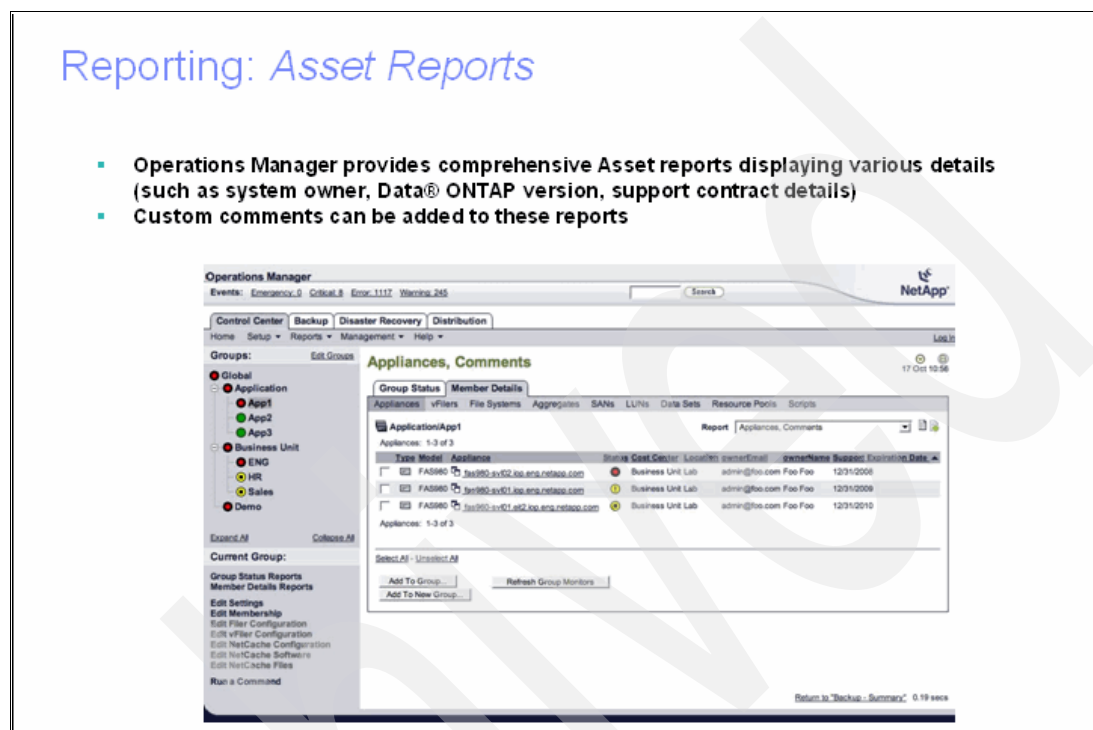 Reporting: Asset Reports
Operations Manager provides comprehensive Asset reports displaying various details
(such as system owner, Data® ONTAP version, support contract details)
Custom comments can be added to these reports
Operations Manager
Events: Emergency: 0 Critical: 8 Error: 1117 Warning: 245
Search
NetApp
Control Center Backup Disaster Recovery Distribution
Home Setup Reports Management Help
Log In
Groups: Edit Groups
Appliances, Comments
17 Oct 10:56
Global
Application
App1
App2
App3
Business Unit
ENG
HR
Sales
Demo
Expand All Collapse All
Group Status Member Details
Appliances vFilers File Systems Aggregates SANs LUNs Data Sets Resource Pools Scripts
Application/App1
Report Appliances, Comments
Appliances: 1-3 of 3
Type Model Appliance Status Cost Center Location ownerEmail ownerName Support Expiration Date
FAS980 fas980-svl02.iop.eng.netapp.com Business Unit Lab admin@foo.com Foo Foo 12/31/2008
FAS980 fas980-svl01.iop.eng.netapp.com Business Unit Lab admin@foo.com Foo Foo 12/31/2009
FAS980 Business Unit Lab admin@foo.com Foo Foo 12/31/2010
Appliances: 1-3 of 3
Select All - Unselect All
Add To Group... Refresh Group Monitors
Add To New Group...
Current Group:
Group Status Reports
Member Details Reports
Edit Settings
Edit Membership
Edit Filer Configuration
Edit vFiler Configuration
Edit NetCache Configuration
Edit NetCache Software
Edit NetCache Files
Run a Command
Return to "Backup - Summary" 0.19 secs